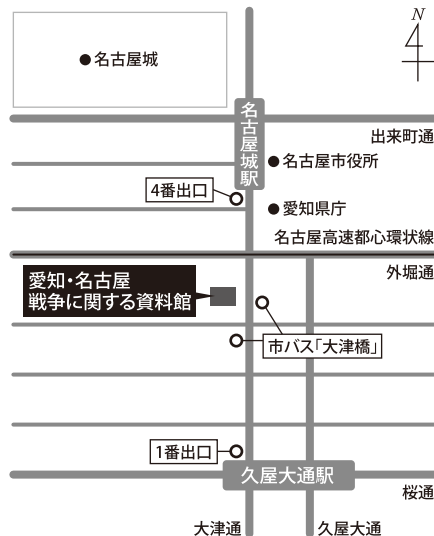 N
名古屋城
名古屋城駅
出来町通
名古屋市役所
4番出口
愛知県庁
名古屋高速都心環状線
外堀通
愛知・名古屋
戦争に関する資料館
市バス「大津橋」
1番出口
久屋大通駅
桜通
大津通
久屋大通